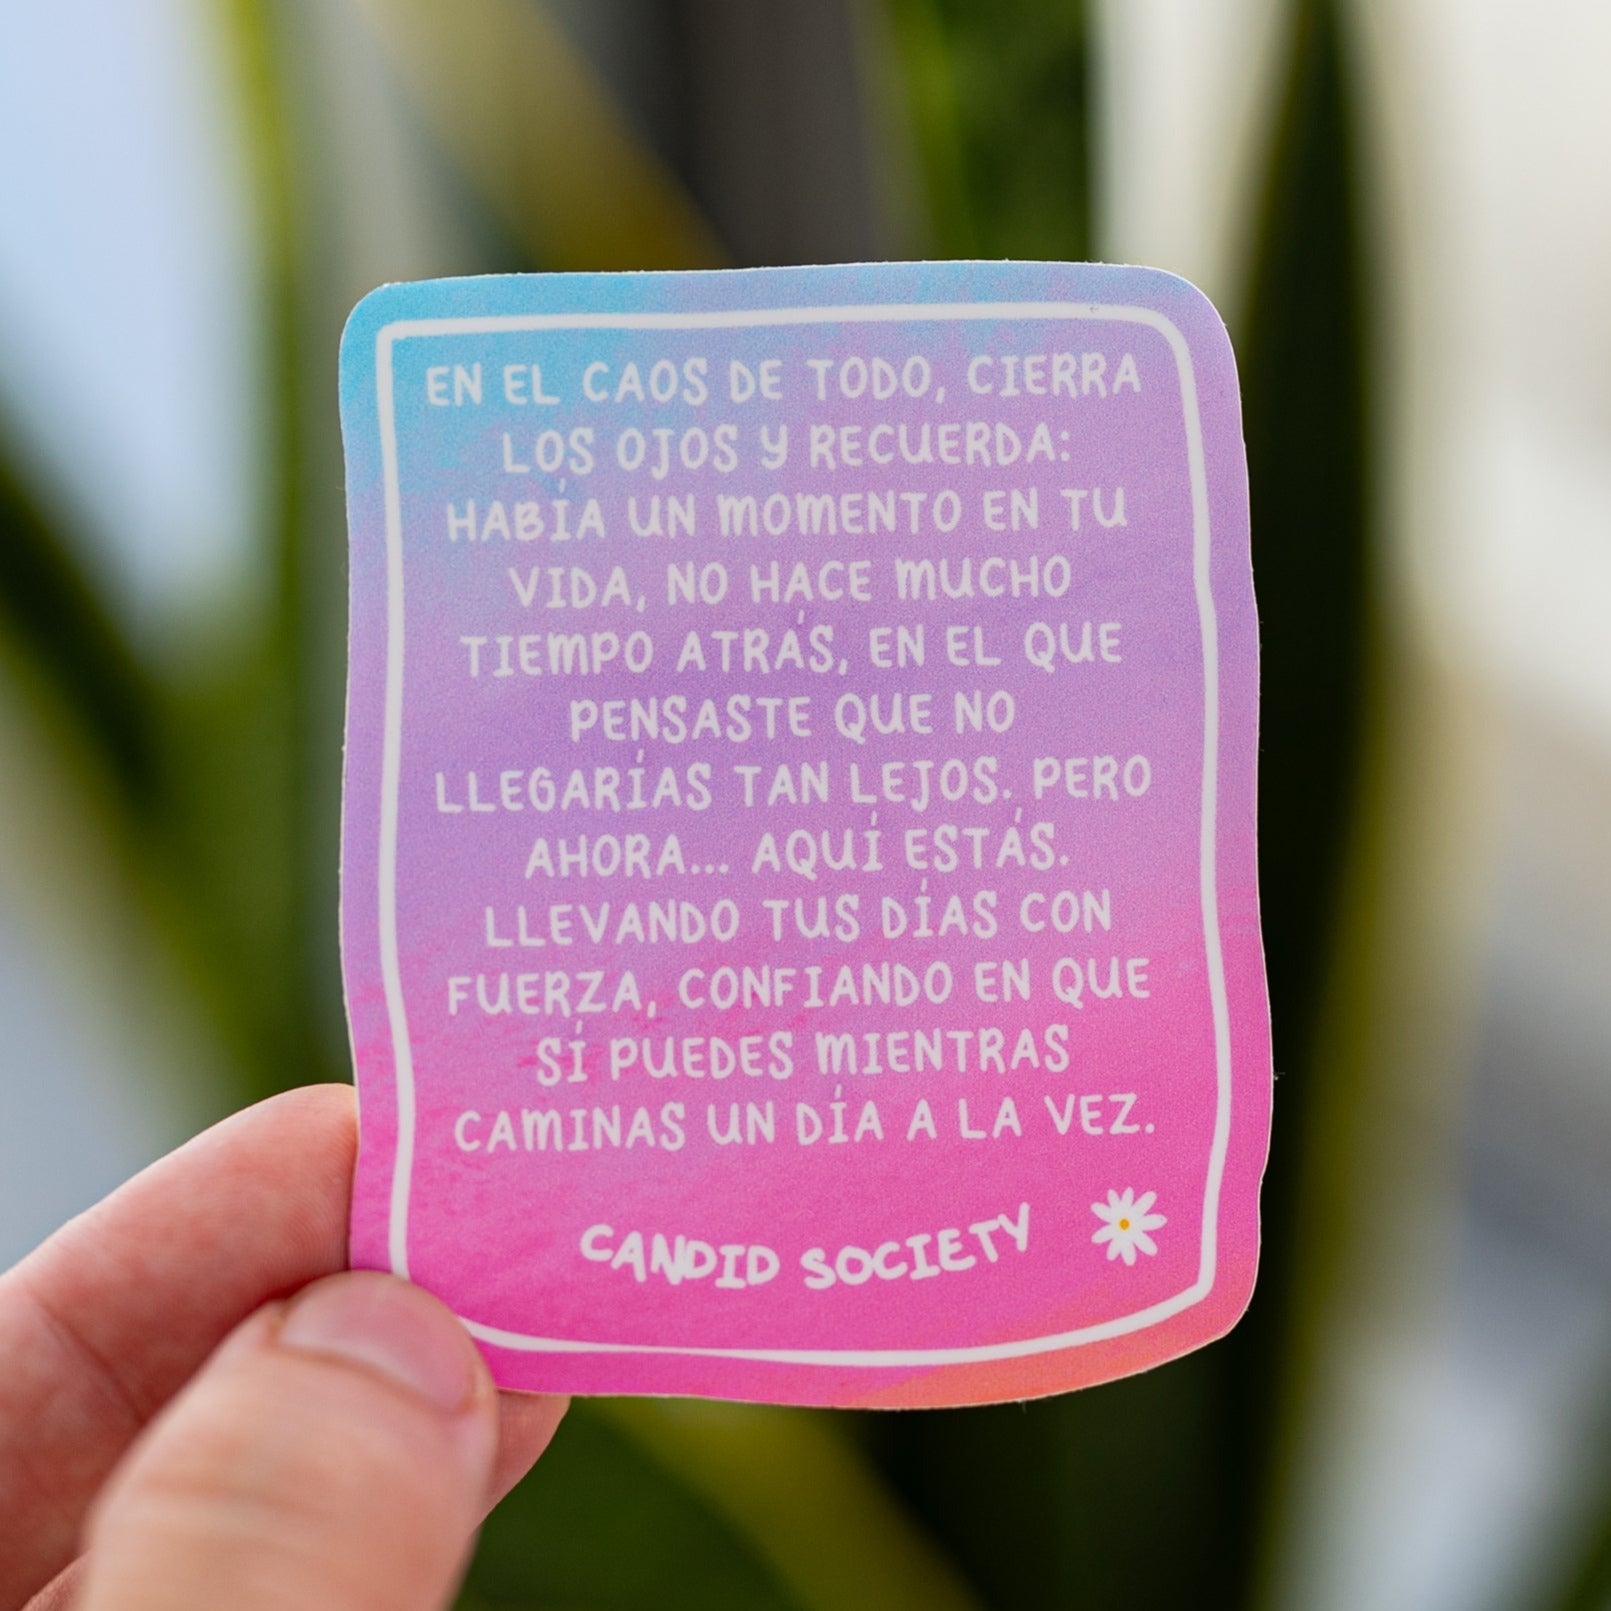 EN EL CAOS DE TODO, CIERRA
LOS OJOS Y RECUERDA:
HABÍA UN MOMENTO EN TU
VIDA, NO HACE MUCHO
TIEMPO ATRÁS, EN EL QUE
PENSASTE QUE NO
LLEGARÍAS TAN LEJOS. PERO
AHORA... AQUÍ ESTÁS.
LLEVANDO TUS DÍAS CON
FUERZA, CONFIANDO EN QUE
SÍ PUEDES MIENTRAS
CAMINAS UN DÍA A LA VEZ.
CANDID SOCIETY